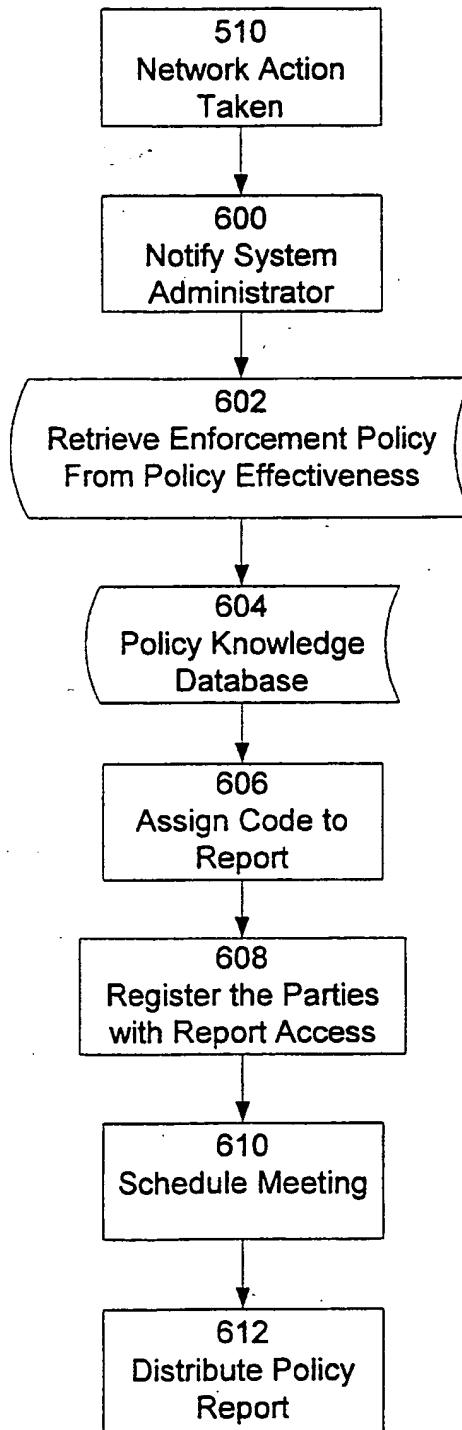 510
Network Action
Taken
600
Notify System
Administrator
602
Retrieve Enforcement Policy
From Policy Effectiveness
604
Policy Knowledge
Database
606
Assign Code to
Report
608
Register the Parties
with Report Access
610
Schedule Meeting
612
Distribute Policy
Report